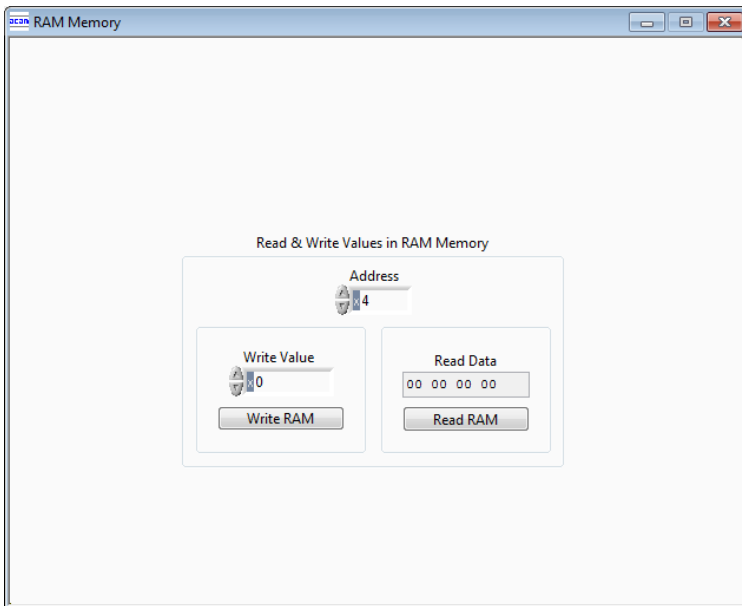 acan RAM Memory
Read & Write Values in RAM Memory
Address
x 4
Write Value
x 0
Write RAM
Read Data
00 00 00 00
Read RAM